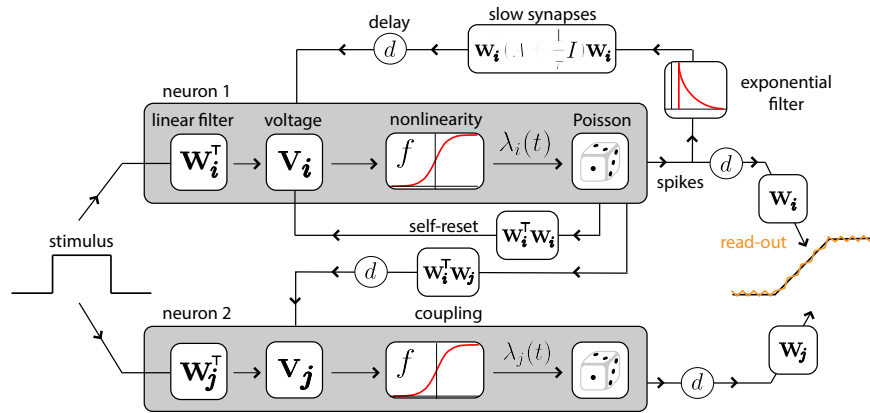 delay
slow synapses
d
exponential
filter
neuron 1
linear filter
voltage
nonlinearity
Poisson
W_i^⊤
V_i
f
λ_i(t)
spikes
d
w_i
self-reset
w_i^⊤ w_i
d
w_i^⊤ w_j
stimulus
read-out
neuron 2
coupling
W_j^⊤
V_j
f
λ_j(t)
d
w_j